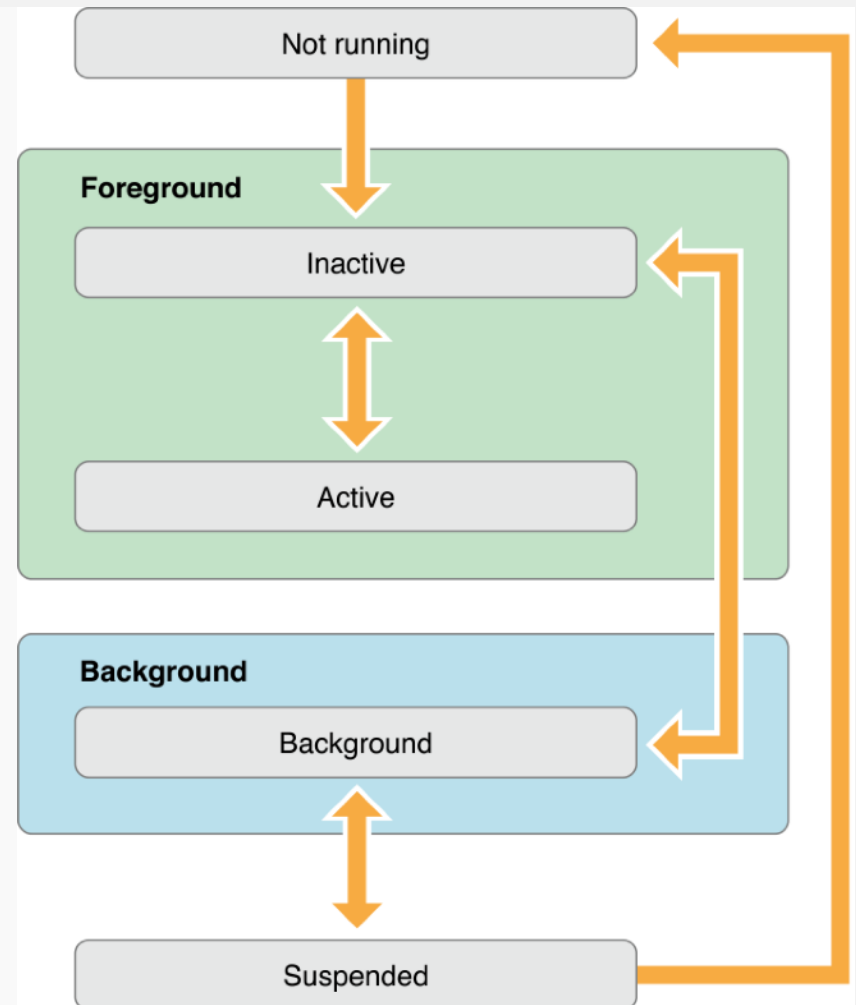 Not running
Foreground
Inactive
Active
Background
Background
Suspended